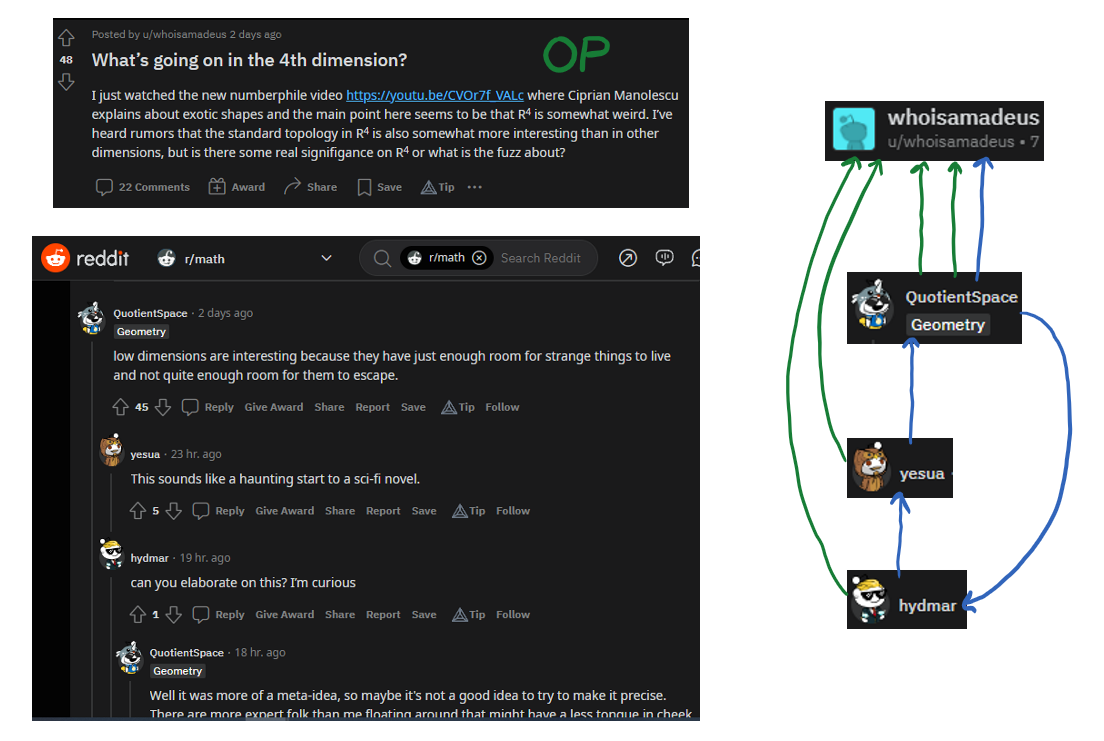 Posted by u/whoisamadeus 2 days ago
48
What's going on in the 4th dimension?
OP
I just watched the new numberphile video https://youtu.be/CVOr7f_VALc where Ciprian Manolescu
explains about exotic shapes and the main point here seems to be that R⁴ is somewhat weird. I've
heard rumors that the standard topology in R⁴ is also somewhat more interesting than in other
dimensions, but is there some real signifigance on R⁴ or what is the fuzz about?
22 Comments Award Share Save Tip ...
reddit r/math r/math Search Reddit
QuotientSpace · 2 days ago
Geometry
low dimensions are interesting because they have just enough room for strange things to live
and not quite enough room for them to escape.
45 Reply Give Award Share Report Save Tip Follow
yesua · 23 hr. ago
This sounds like a haunting start to a sci-fi novel.
5 Reply Give Award Share Report Save Tip Follow
hydmar · 19 hr. ago
can you elaborate on this? I'm curious
1 Reply Give Award Share Report Save Tip Follow
QuotientSpace · 18 hr. ago
Geometry
Well it was more of a meta-idea, so maybe it's not a good idea to try to make it precise.
There are more expert folk than me floating around that might have a less tongue in cheek
whoisamadeus
u/whoisamadeus • 7
QuotientSpace
Geometry
yesua
hydmar